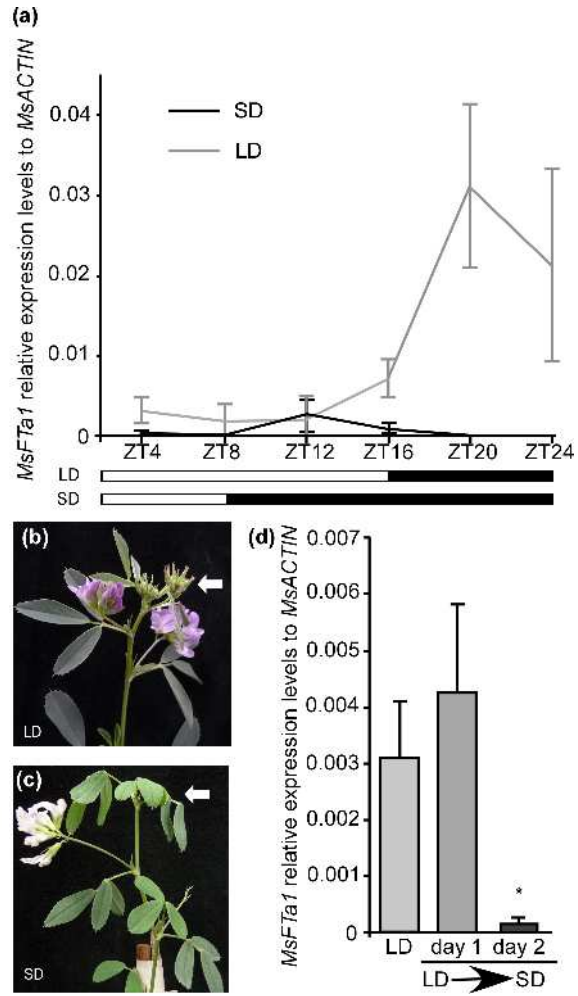 (a)
MsFTa1 relative expression levels to MsACTIN
0.04
0.03
0.02
0.01
0
SD
LD
ZT4 ZT8 ZT12 ZT16 ZT20 ZT24
LD
SD
(b)
LD
(c)
SD
(d)
MsFTa1 relative expression levels to MsACTIN
0.007
0.006
0.005
0.004
0.003
0.002
0.001
0
*
LD day 1 day 2
LD SD